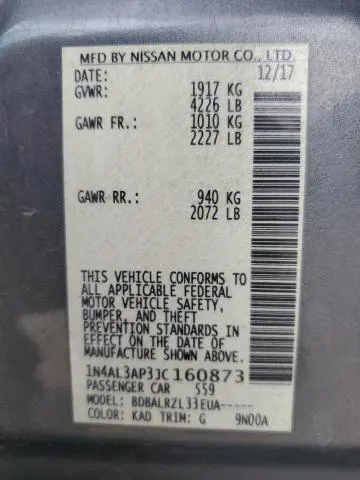 MFD BY NISSAN MOTOR CO., LTD.
DATE: 12/17
GVWR: 1917 KG
4226 LB
GAWR FR.: 1010 KG
2227 LB
GAWR RR.: 940 KG
2072 LB
THIS VEHICLE CONFORMS TO
ALL APPLICABLE FEDERAL
MOTOR VEHICLE SAFETY,
BUMPER, AND THEFT
PREVENTION STANDARDS IN
EFFECT ON THE DATE OF
MANUFACTURE SHOWN ABOVE.
1N4AL3AP3JC160873
PASSENGER CAR 559
MODEL: BDBALRZL33EUA-----
COLOR: KAD TRIM: G 9N00A